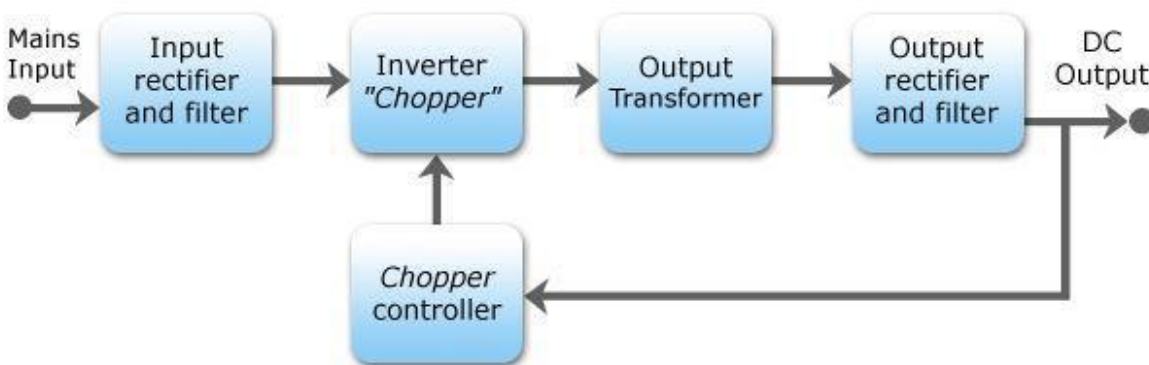 Mains
Input
Input
rectifier
and filter
Inverter
"Chopper"
Output
Transformer
Output
rectifier
and filter
DC
Output
Chopper
controller